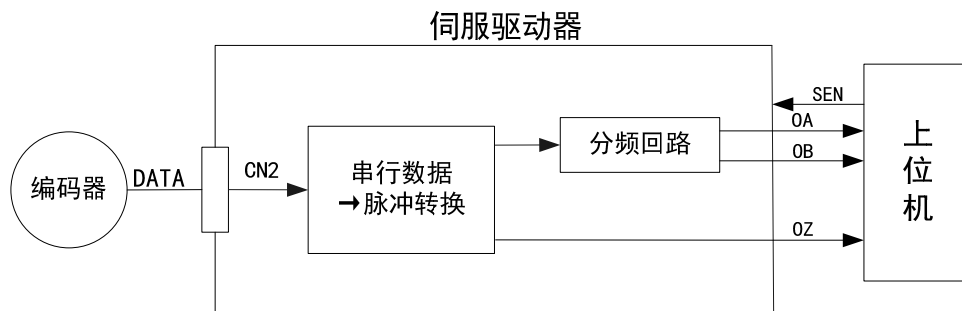 伺服驱动器
SEN
OA
分频回路
OB
上位机
编码器
DATA
CN2
串行数据
→脉冲转换
OZ